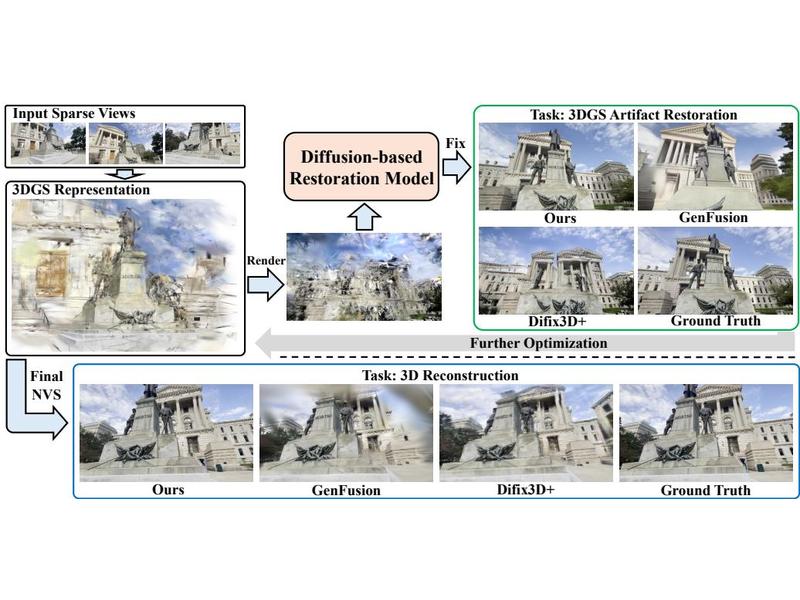 Input Sparse Views
3DGS Representation
Render
Diffusion-based
Restoration Model
Fix
Task: 3DGS Artifact Restoration
Ours
GenFusion
Difix3D+
Ground Truth
Further Optimization
Final
NVS
Task: 3D Reconstruction
Ours
GenFusion
Difix3D+
Ground Truth